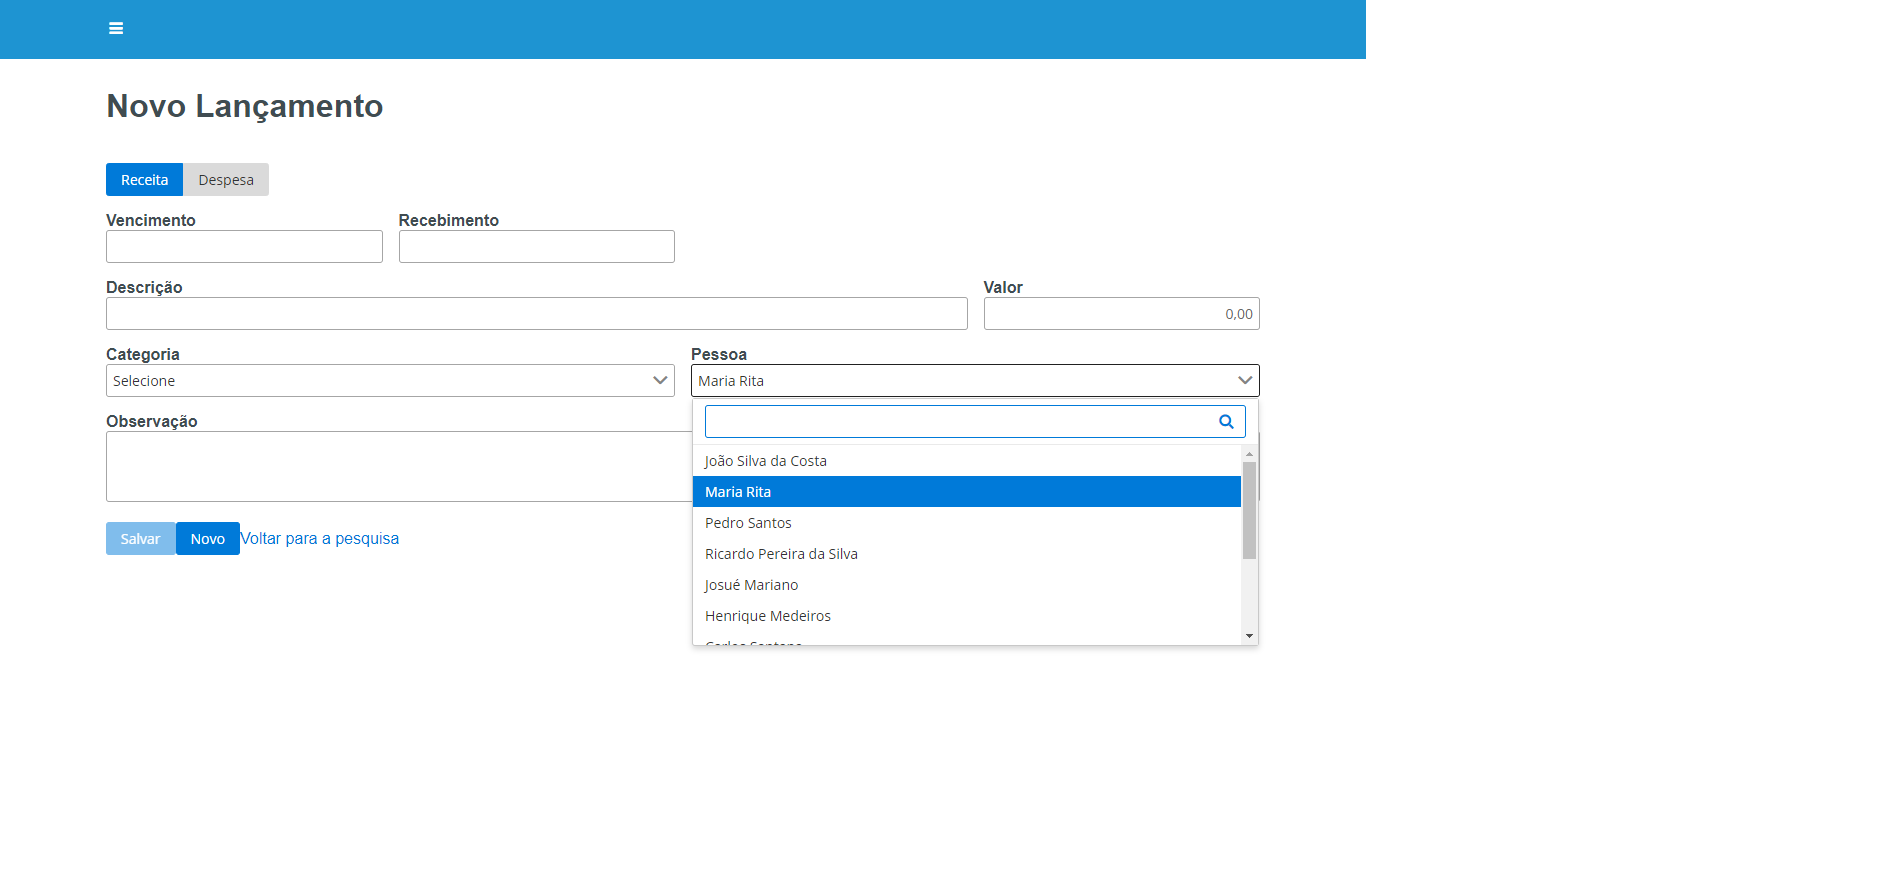 Novo Lançamento
Receita Despesa
Vencimento Recebimento
Descrição Valor
0,00
Categoria Pessoa
Selecione Maria Rita
Observação
João Silva da Costa
Maria Rita
Pedro Santos
Ricardo Pereira da Silva
Salvar Novo Voltar para a pesquisa
Josué Mariano
Henrique Medeiros